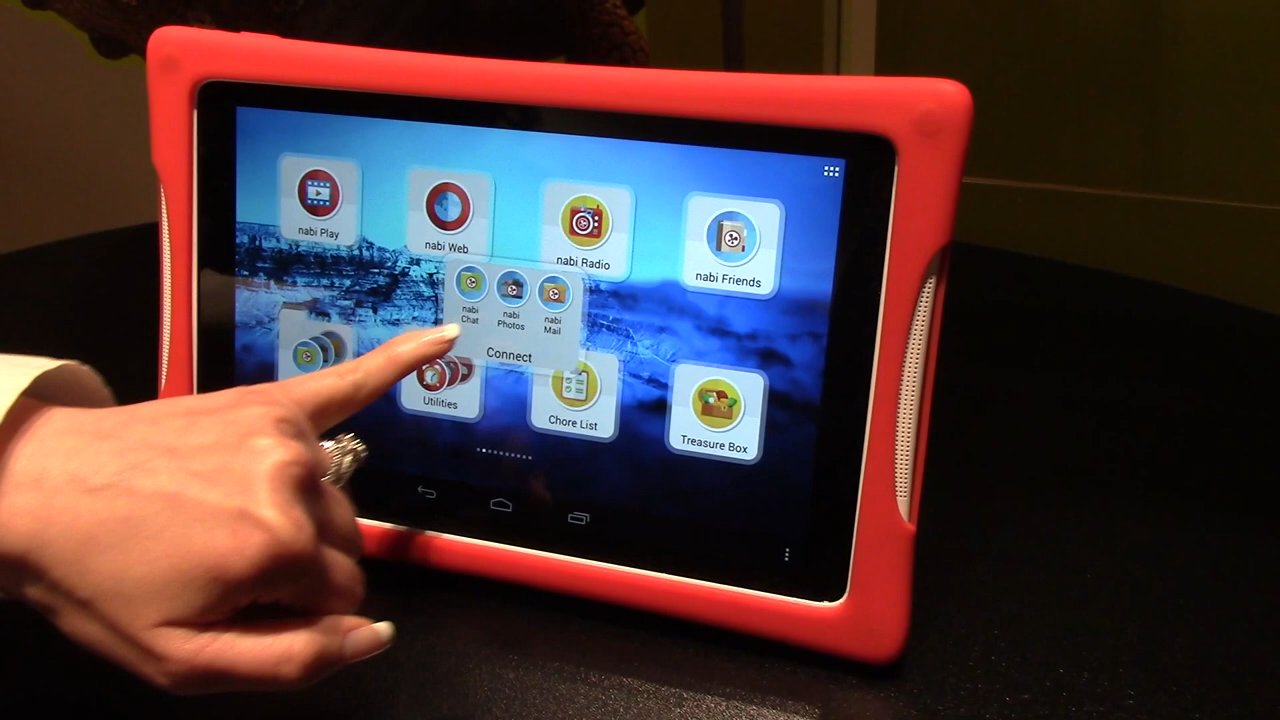 nabi Play
nabi Web
nabi Radio
nabi Friends
nabi
Chat
nabi
Photos
nabi
Mail
Connect
Utilities
Chore List
Treasure Box